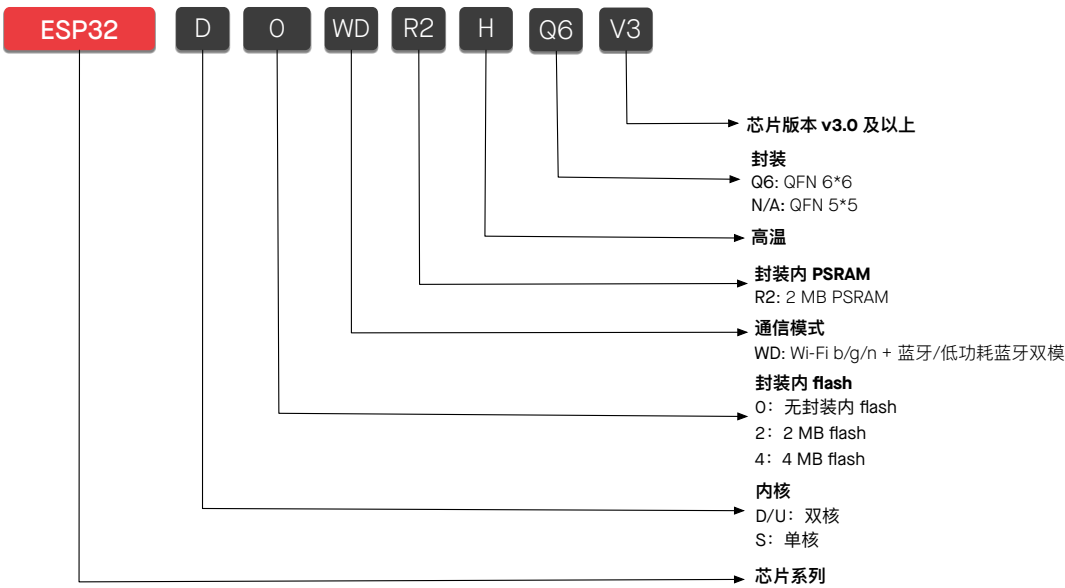 ESP32 D 0 WD R2 H Q6 V3
芯片版本 v3.0 及以上
封装
Q6: QFN 6*6
N/A: QFN 5*5
高温
封装内 PSRAM
R2: 2 MB PSRAM
通信模式
WD: Wi-Fi b/g/n + 蓝牙/低功耗蓝牙双模
封装内 flash
0：无封装内 flash
2：2 MB flash
4：4 MB flash
内核
D/U：双核
S：单核
芯片系列